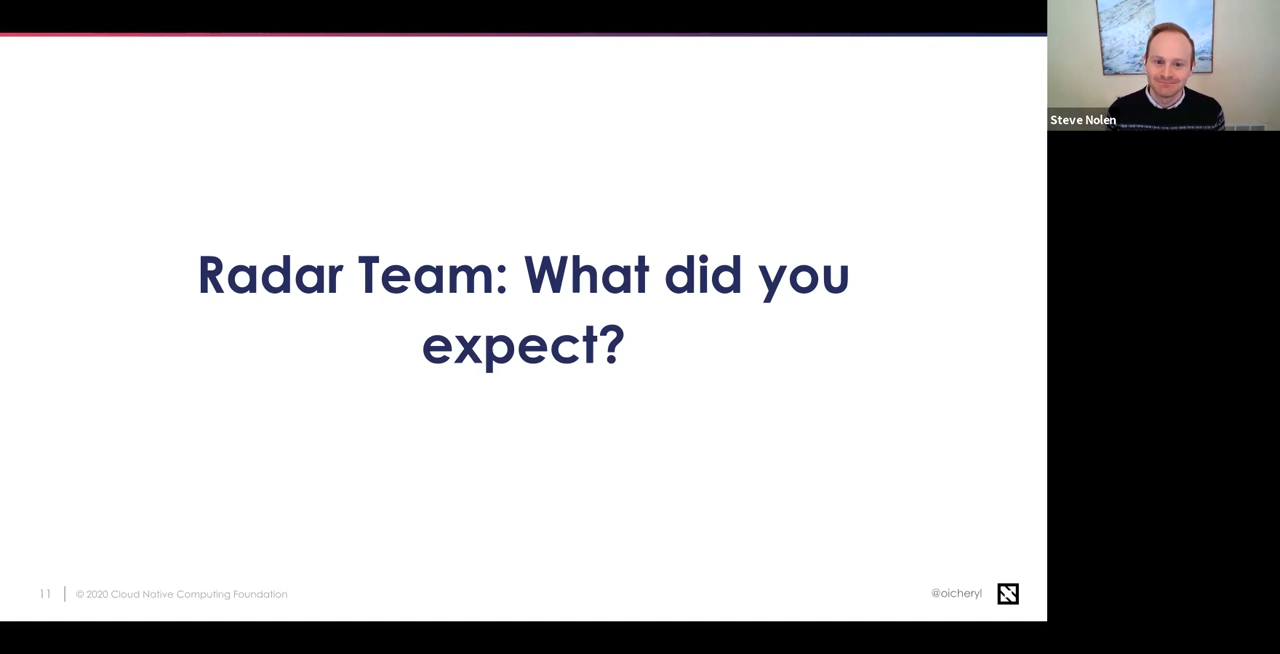 Steve Nolen
Radar Team: What did you
expect?
11
© 2020 Cloud Native Computing Foundation
@oicheryl